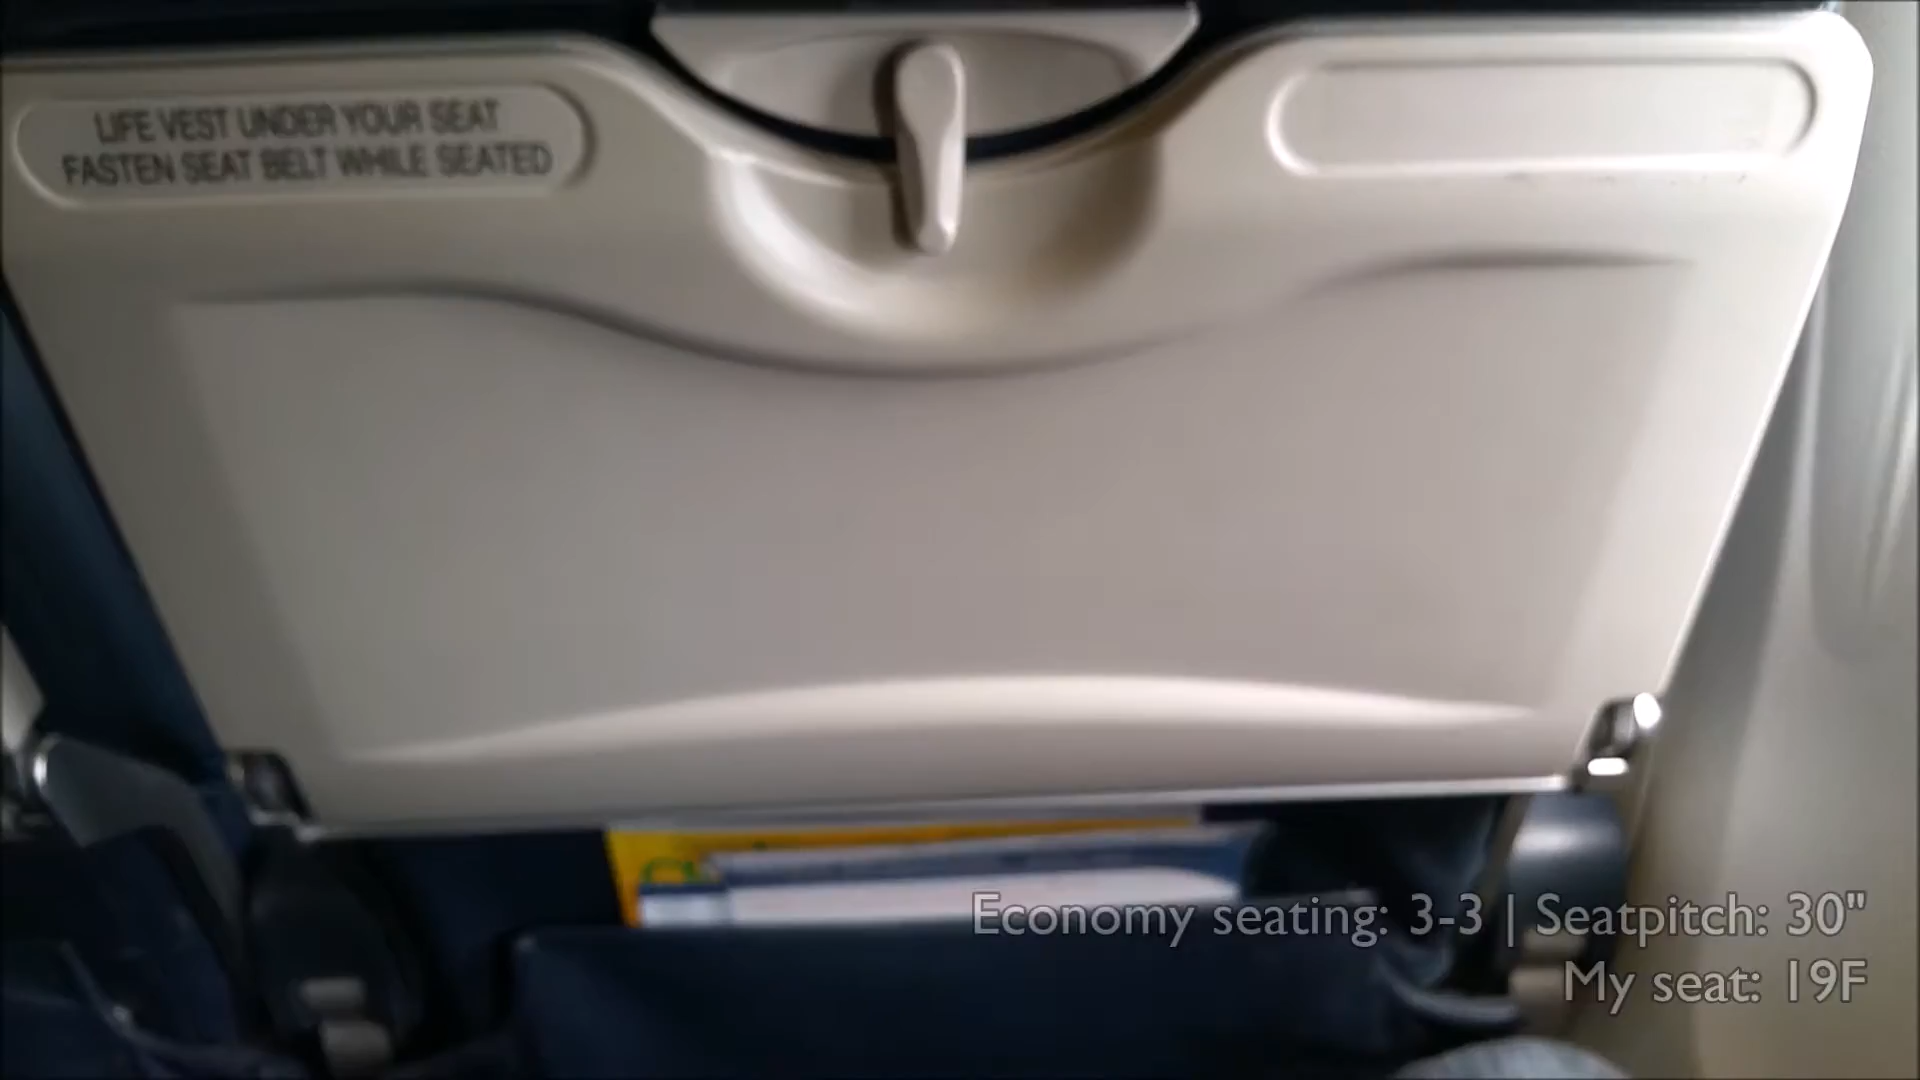 LIFE VEST UNDER YOUR SEAT
FASTEN SEAT BELT WHILE SEATED
Economy seating: 3-3 | Seatpitch: 30"
My seat: 19F